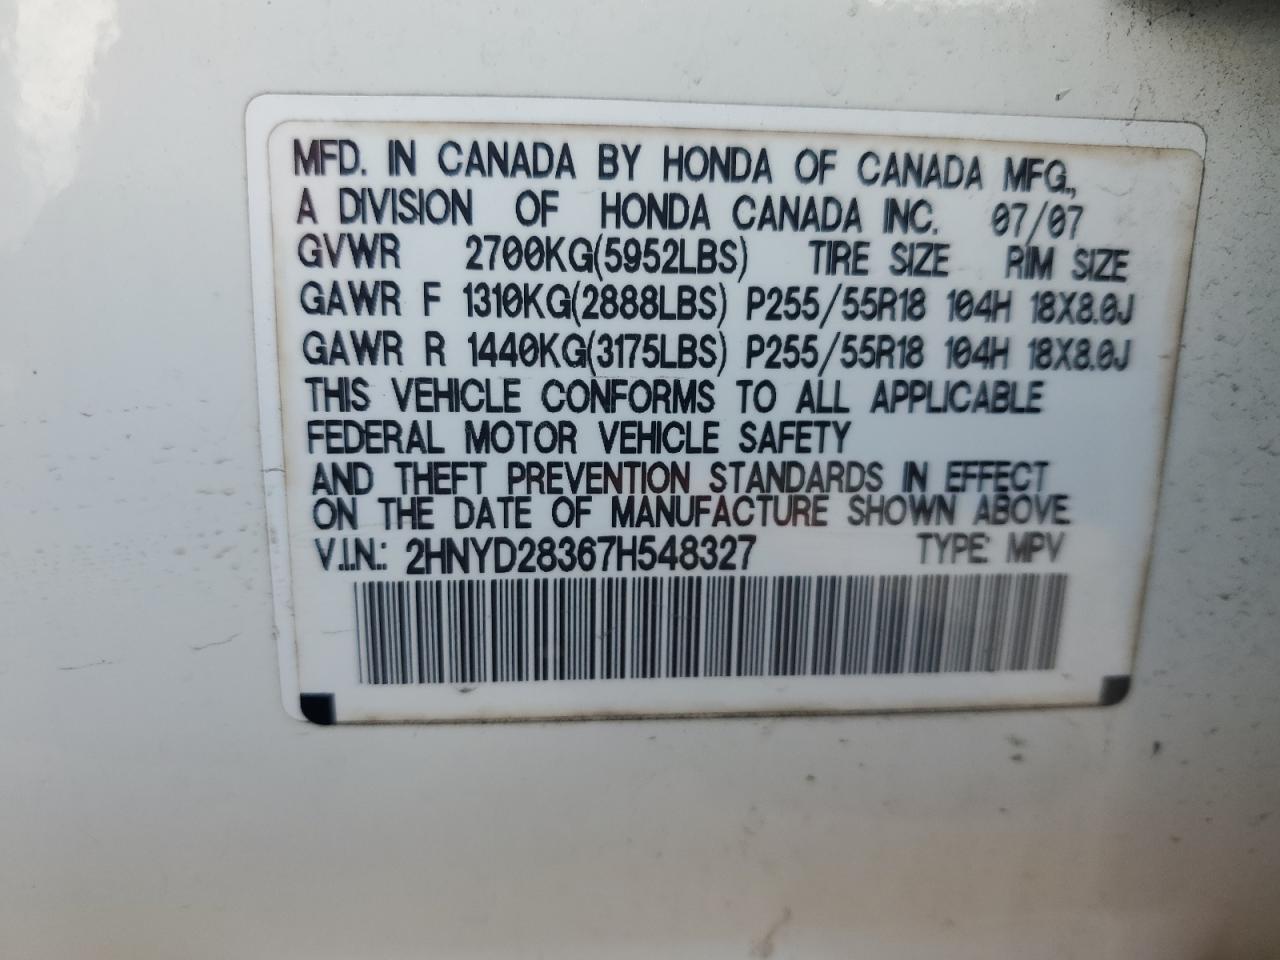 MFD. IN CANADA BY HONDA OF CANADA MFG.,
A DIVISION OF HONDA CANADA INC. 07/07
GVWR 2700KG(5952LBS) TIRE SIZE RIM SIZE
GAWR F 1310KG(2888LBS) P255/55R18 104H 18X8.0J
GAWR R 1440KG(3175LBS) P255/55R18 104H 18X8.0J
THIS VEHICLE CONFORMS TO ALL APPLICABLE
FEDERAL MOTOR VEHICLE SAFETY
AND THEFT PREVENTION STANDARDS IN EFFECT
ON THE DATE OF MANUFACTURE SHOWN ABOVE
V.I.N.: 2HNYD28367H548327 TYPE: MPV